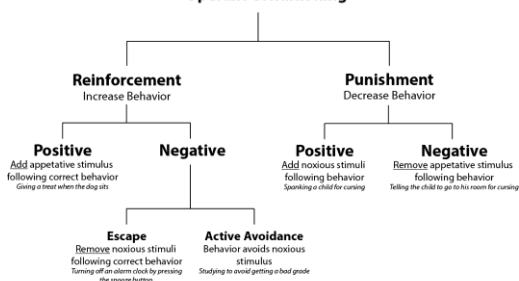 Reinforcement
Increase Behavior
Punishment
Decrease Behavior
Positive
Add appetative stimulus
following correct behavior
Giving a treat when the dog sits
Negative
Positive
Add noxious stimuli
following behavior
Spanking a child for cursing
Negative
Remove appetative stimulus
following behavior
Telling the child to go to his room for cursing
Escape
Remove noxious stimuli
following correct behavior
Turning off an alarm clock by pressing
the snooze button
Active Avoidance
Behavior avoids noxious
stimulus
Studying to avoid getting a bad grade